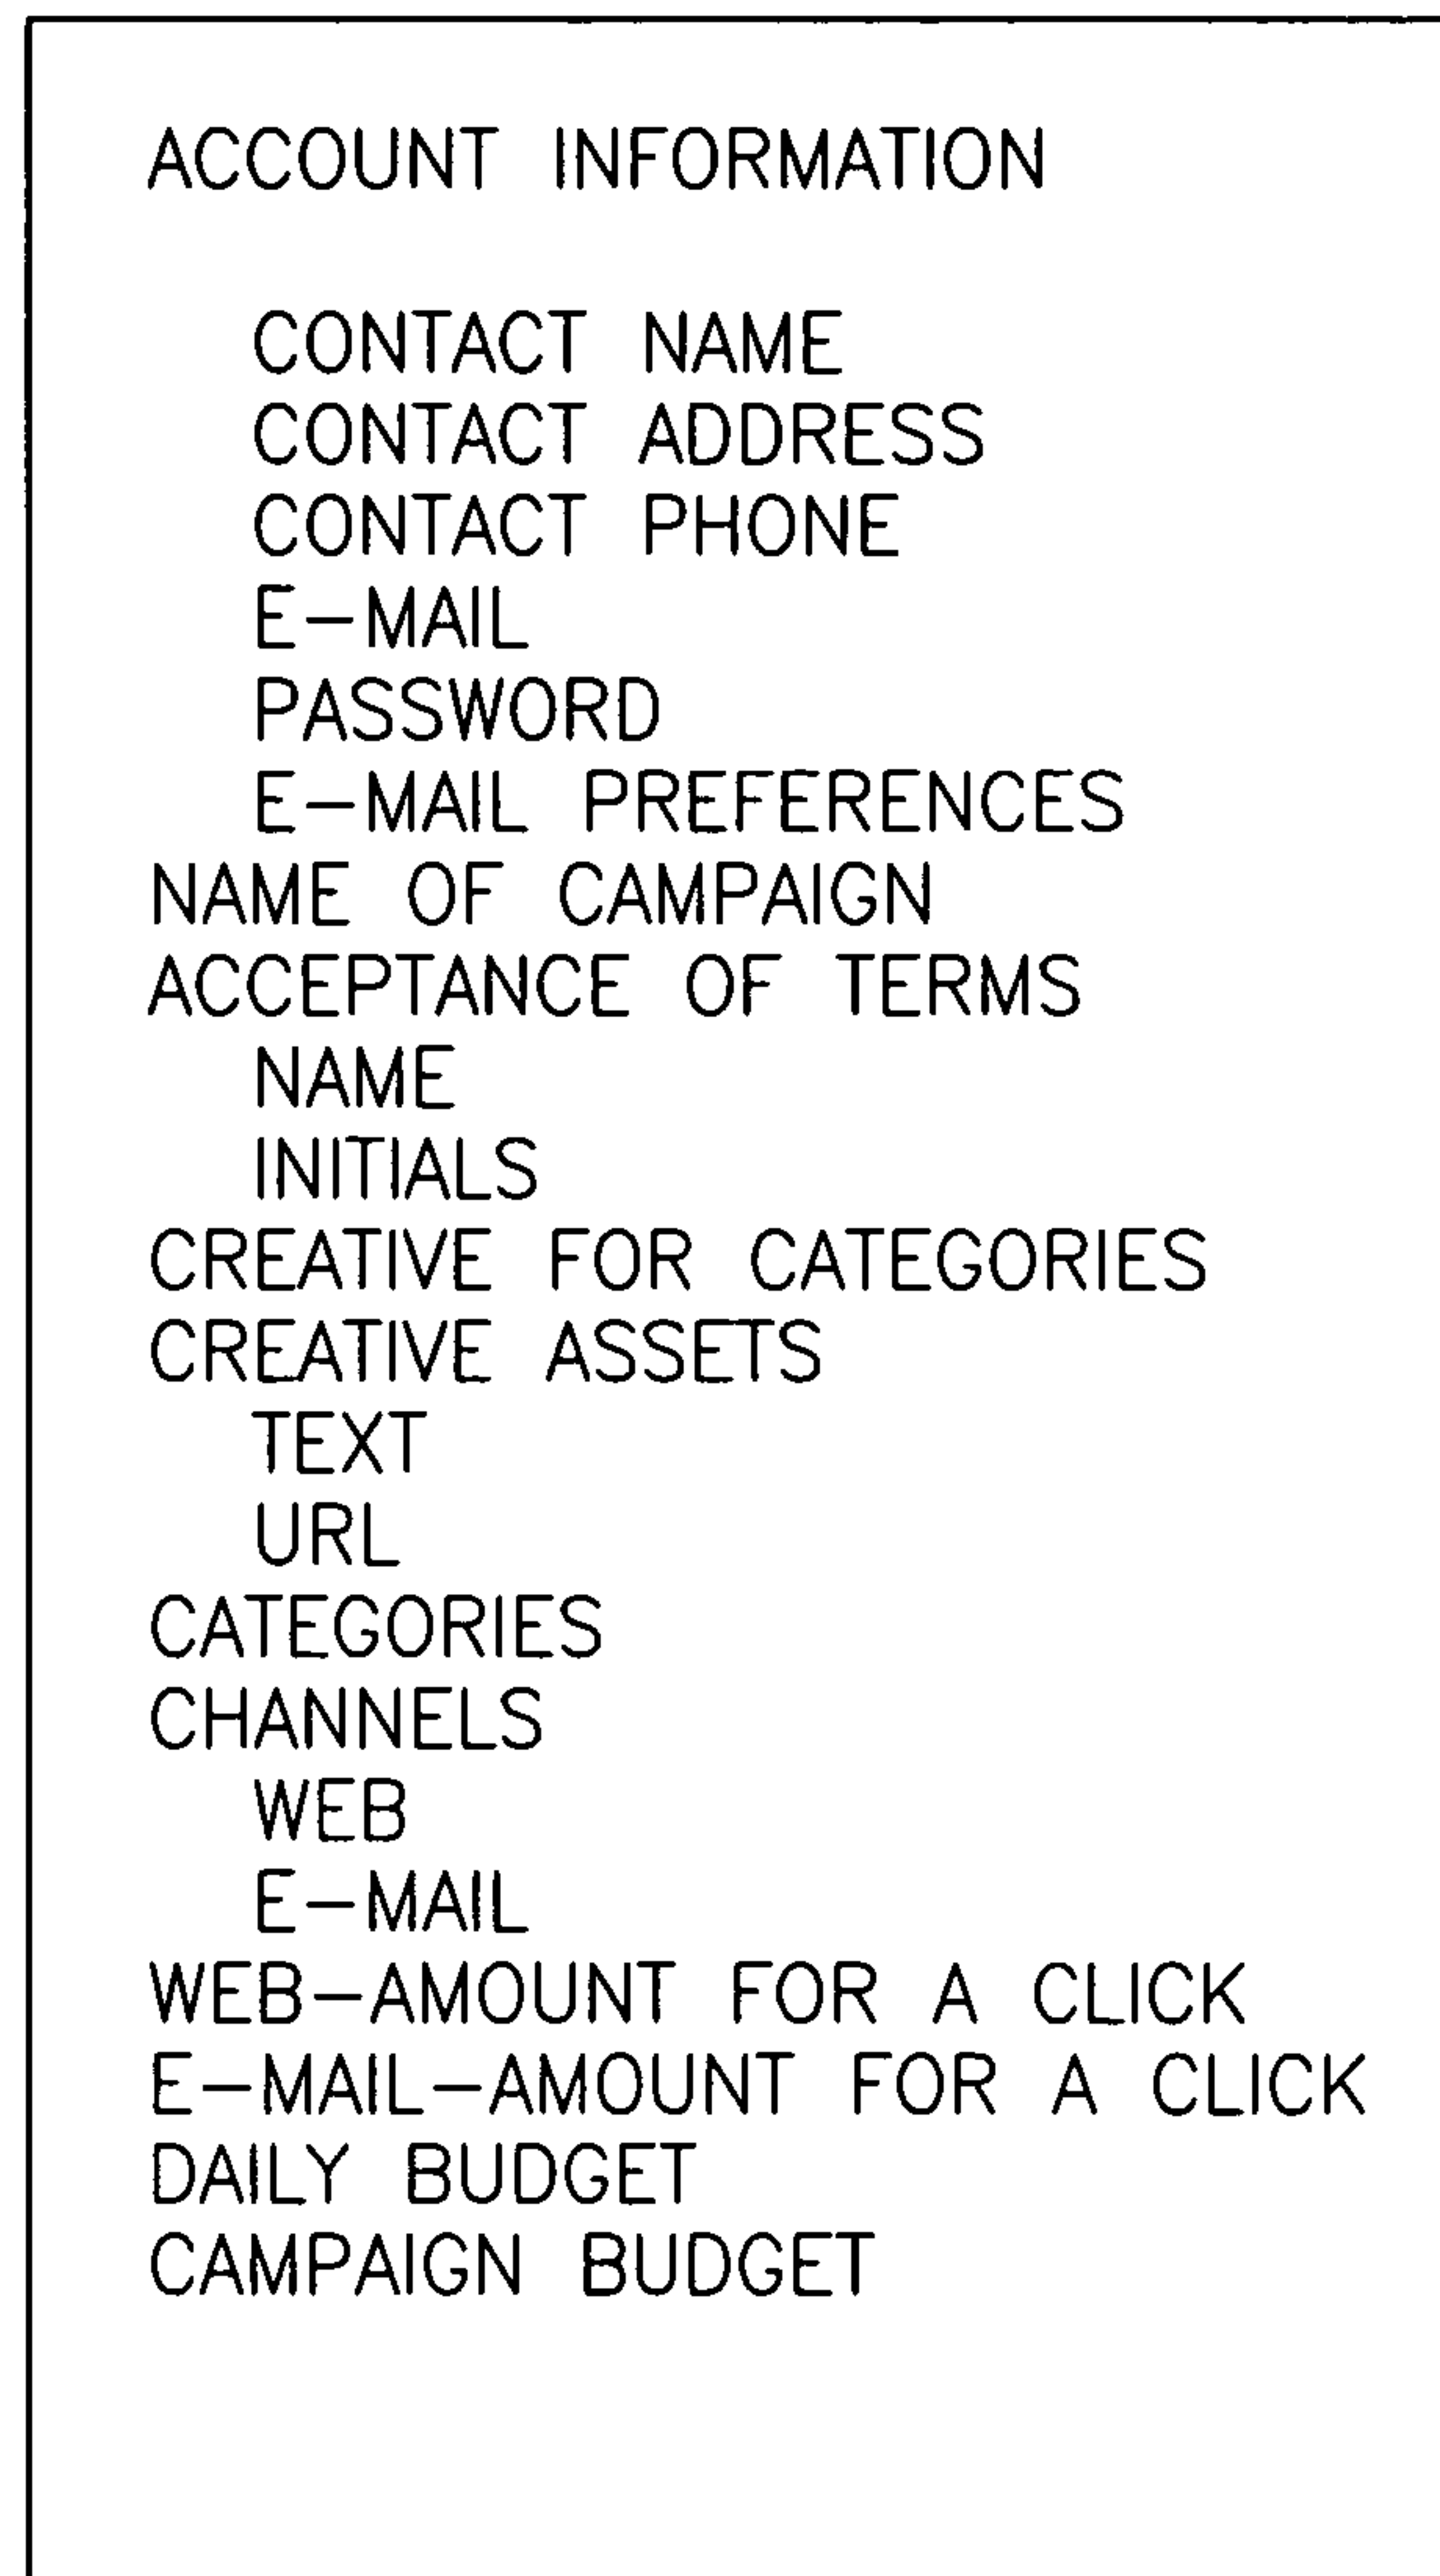 ACCOUNT INFORMATION
CONTACT NAME
CONTACT ADDRESS
CONTACT PHONE
E-MAIL
PASSWORD
E-MAIL PREFERENCES
NAME OF CAMPAIGN
ACCEPTANCE OF TERMS
NAME
INITIALS
CREATIVE FOR CATEGORIES
CREATIVE ASSETS
TEXT
URL
CATEGORIES
CHANNELS
WEB
E-MAIL
WEB-AMOUNT FOR A CLICK
E-MAIL-AMOUNT FOR A CLICK
DAILY BUDGET
CAMPAIGN BUDGET